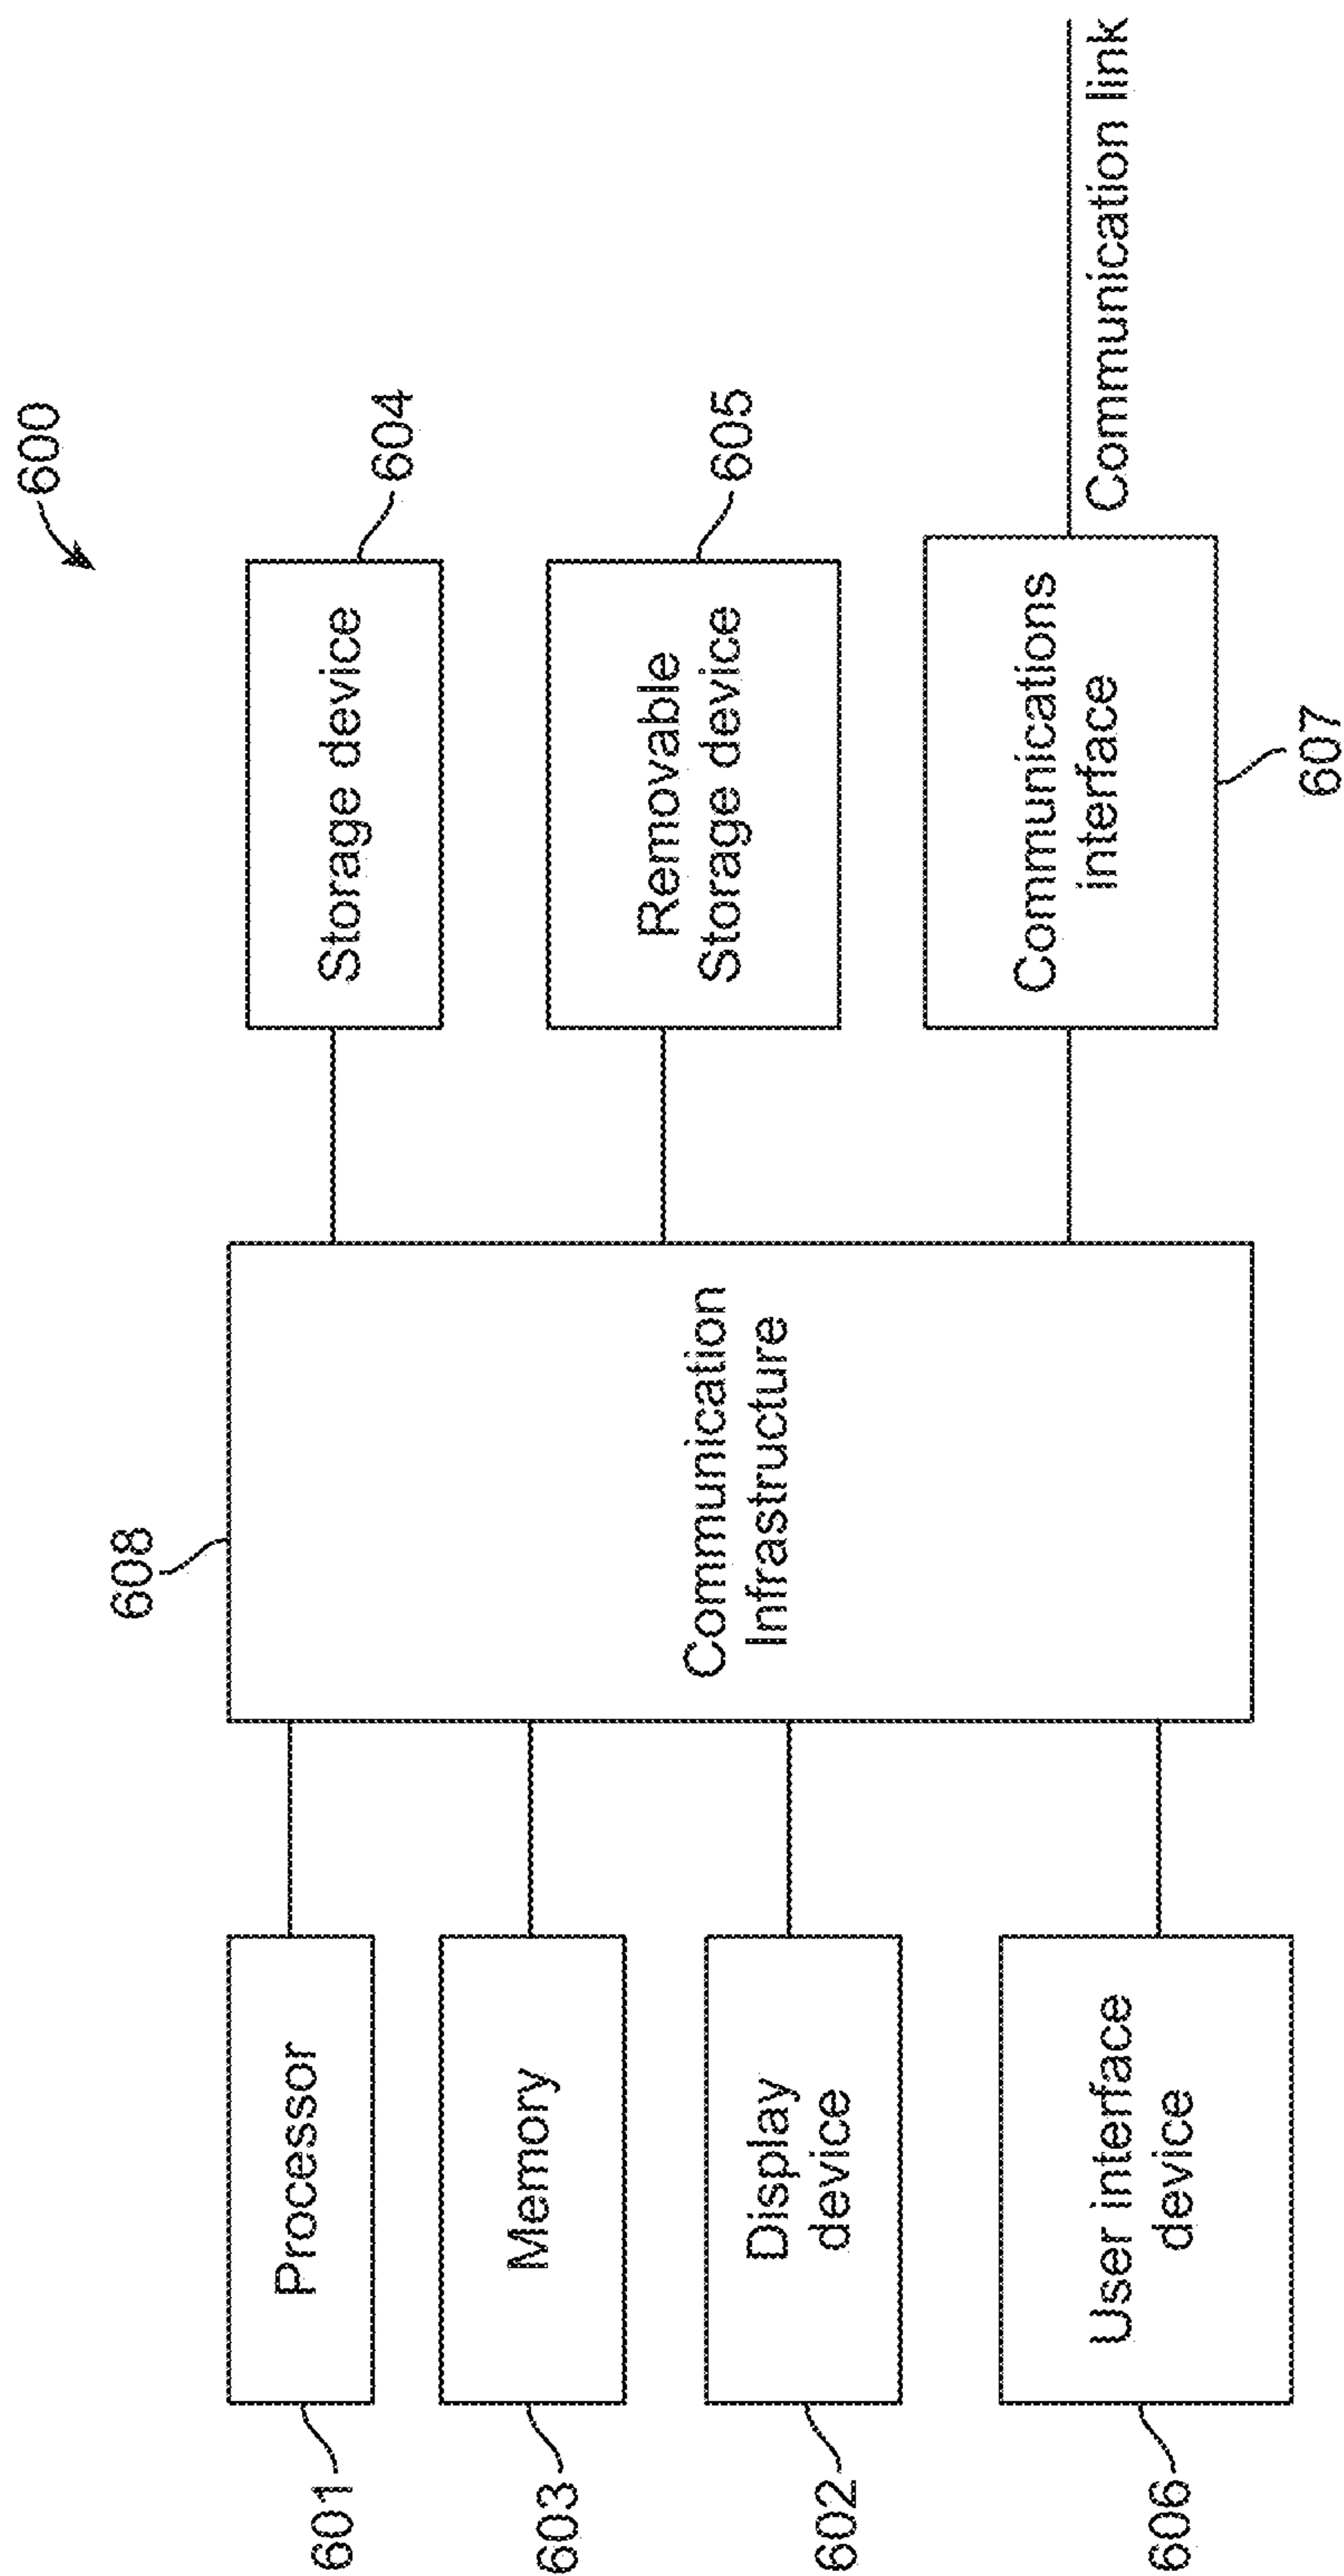 600
608
601
Processor
603
Memory
602
Display
device
606
User interface
device
Communication
Infrastructure
Storage device
604
Removable
Storage device
605
Communications
interface
607
Communication link